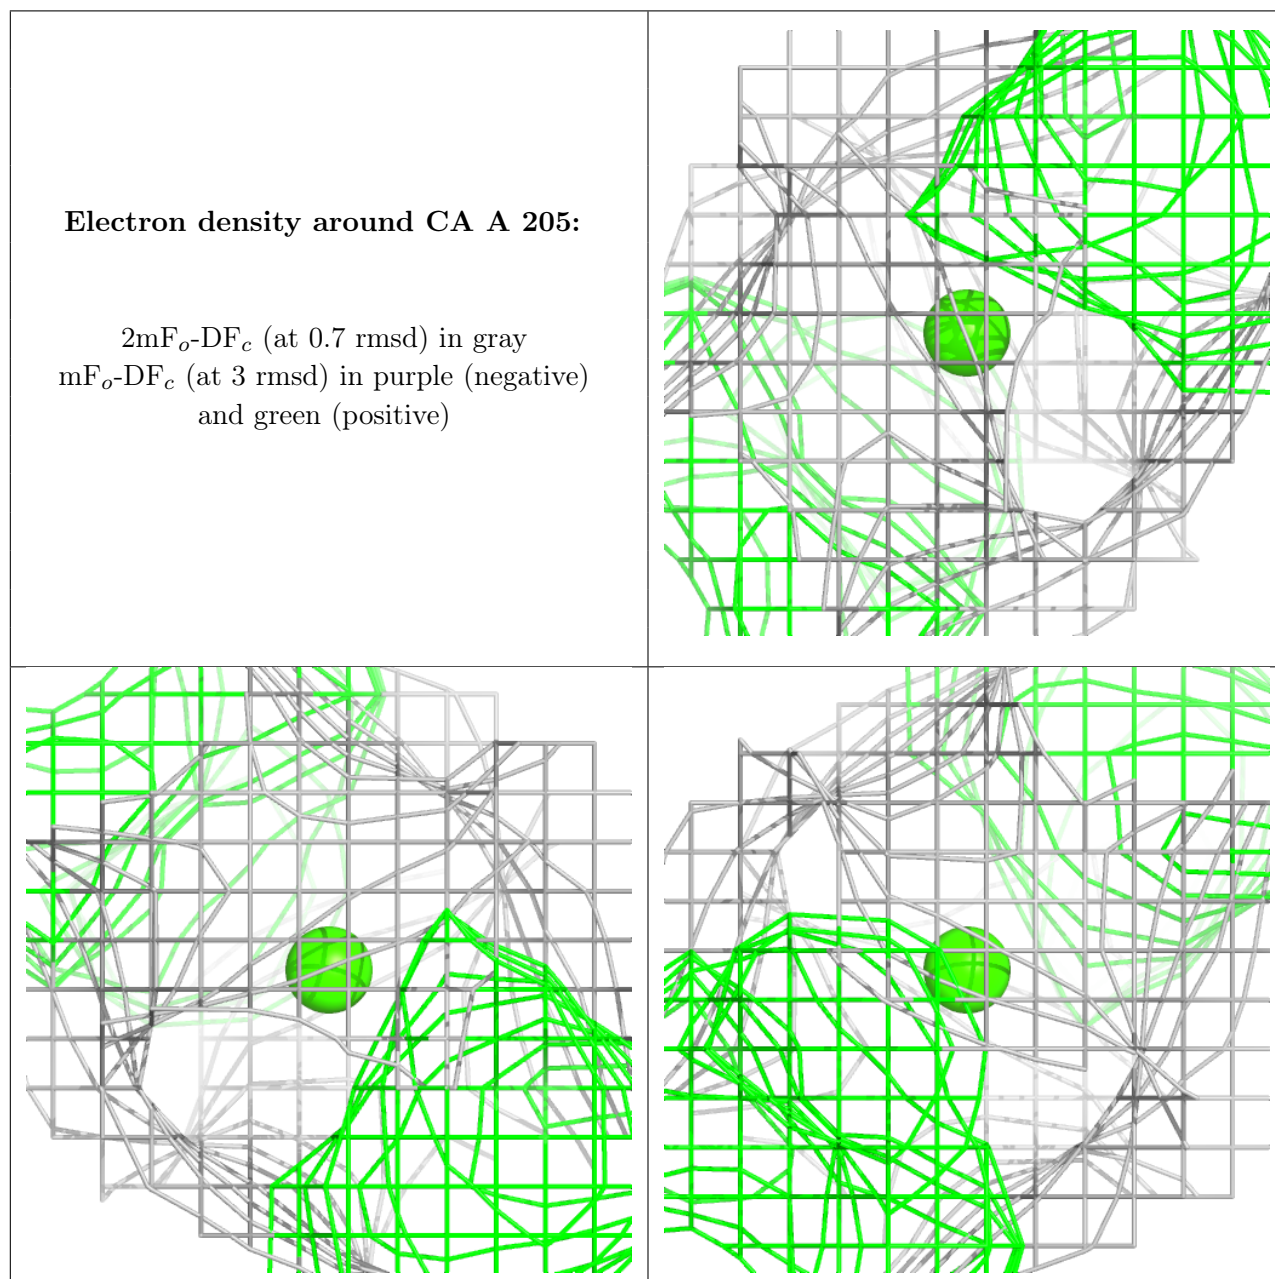 Electron density around CA A 205:
2mFo-DFc (at 0.7 rmsd) in gray
mFo-DFc (at 3 rmsd) in purple (negative)
and green (positive)